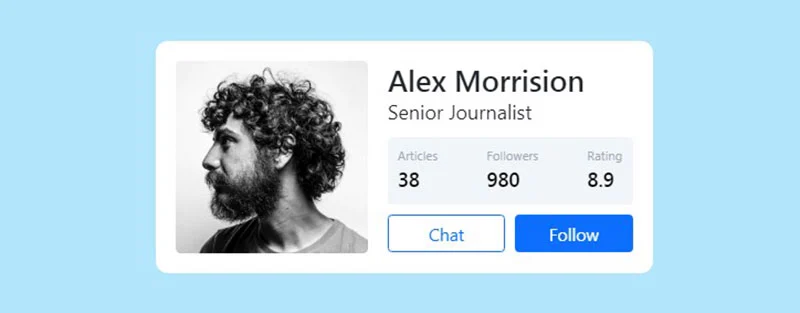 Alex Morrision
Senior Journalist
Articles Followers Rating
38 980 8.9
Chat Follow